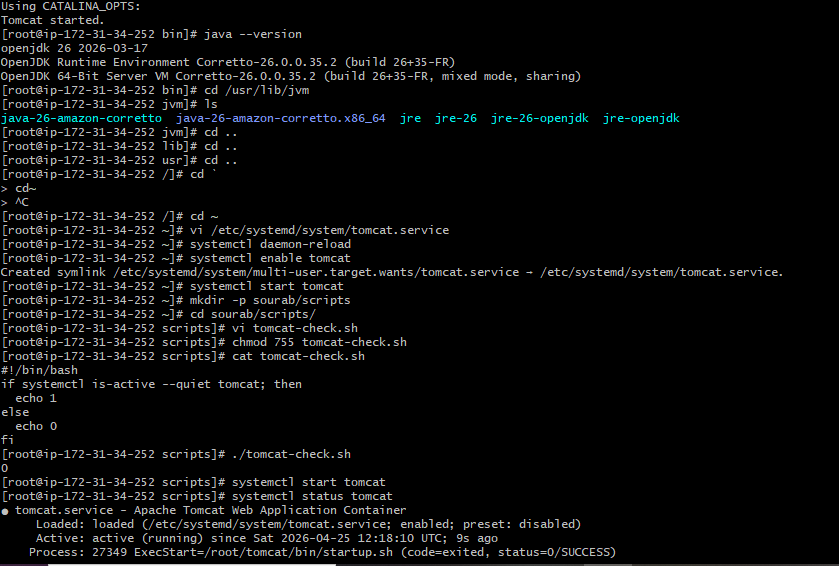 Using CATALINA_OPTS:
Tomcat started.
[root@ip-172-31-34-252 bin]# java --version
openjdk 26 2026-03-17
OpenJDK Runtime Environment Corretto-26.0.0.35.2 (build 26+35-FR)
OpenJDK 64-Bit Server VM Corretto-26.0.0.35.2 (build 26+35-FR, mixed mode, sharing)
[root@ip-172-31-34-252 bin]# cd /usr/lib/jvm
[root@ip-172-31-34-252 jvm]# ls
java-26-amazon-corretto  java-26-amazon-corretto.x86_64  jre  jre-26  jre-26-openjdk  jre-openjdk
[root@ip-172-31-34-252 jvm]# cd ..
[root@ip-172-31-34-252 lib]# cd ..
[root@ip-172-31-34-252 usr]# cd ..
[root@ip-172-31-34-252 /]# cd `
> cd~
> ^C
[root@ip-172-31-34-252 /]# cd ~
[root@ip-172-31-34-252 ~]# vi /etc/systemd/system/tomcat.service
[root@ip-172-31-34-252 ~]# systemctl daemon-reload
[root@ip-172-31-34-252 ~]# systemctl enable tomcat
Created symlink /etc/systemd/system/multi-user.target.wants/tomcat.service → /etc/systemd/system/tomcat.service.
[root@ip-172-31-34-252 ~]# systemctl start tomcat
[root@ip-172-31-34-252 ~]# mkdir -p sourab/scripts
[root@ip-172-31-34-252 ~]# cd sourab/scripts/
[root@ip-172-31-34-252 scripts]# vi tomcat-check.sh
[root@ip-172-31-34-252 scripts]# chmod 755 tomcat-check.sh
[root@ip-172-31-34-252 scripts]# cat tomcat-check.sh
#!/bin/bash
if systemctl is-active --quiet tomcat; then
  echo 1
else
  echo 0
fi
[root@ip-172-31-34-252 scripts]# ./tomcat-check.sh
0
[root@ip-172-31-34-252 scripts]# systemctl start tomcat
[root@ip-172-31-34-252 scripts]# systemctl status tomcat
● tomcat.service - Apache Tomcat Web Application Container
     Loaded: loaded (/etc/systemd/system/tomcat.service; enabled; preset: disabled)
     Active: active (running) since Sat 2026-04-25 12:18:10 UTC; 9s ago
    Process: 27349 ExecStart=/root/tomcat/bin/startup.sh (code=exited, status=0/SUCCESS)